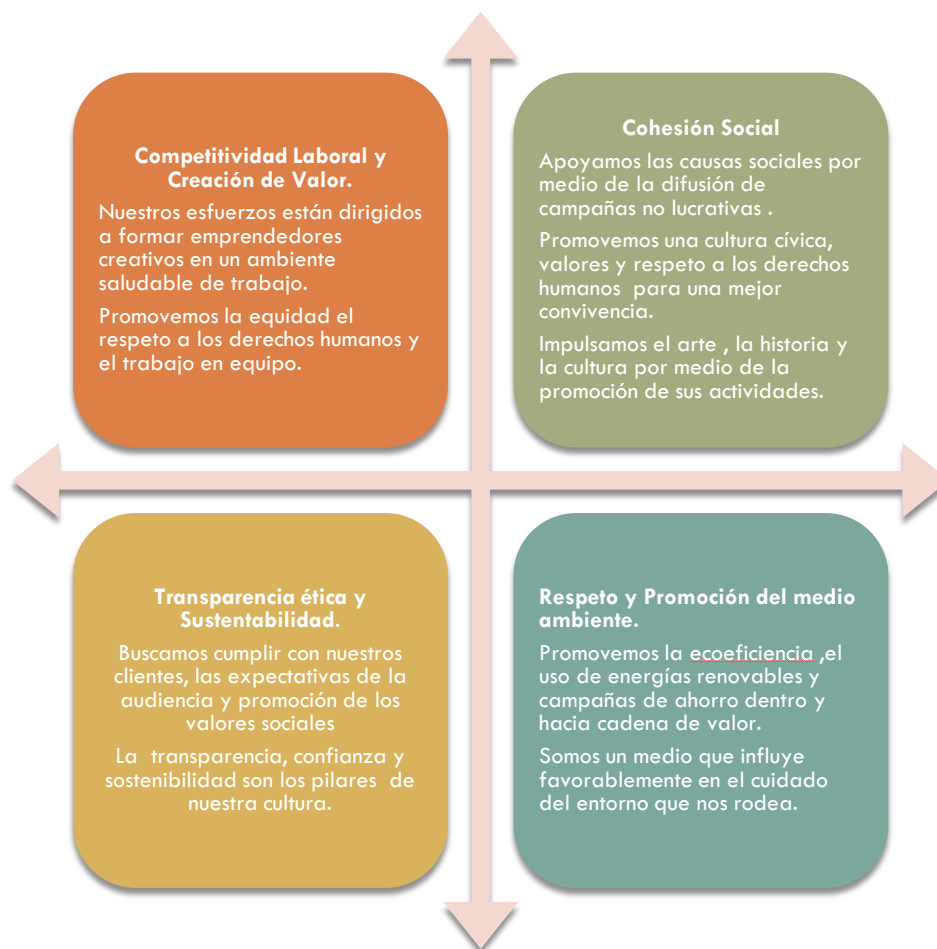 Competitividad Laboral y
Creación de Valor.
Nuestros esfuerzos están dirigidos
a formar emprendedores
creativos en un ambiente
saludable de trabajo.
Promovemos la equidad el
respeto a los derechos humanos y
el trabajo en equipo.
Cohesión Social
Apoyamos las causas sociales por
medio de la difusión de
campañas no lucrativas .
Promovemos una cultura cívica,
valores y respeto a los derechos
humanos  para una mejor
convivencia.
Impulsamos el arte , la historia y
la cultura por medio de la
promoción de sus actividades.
Transparencia ética y
Sustentabilidad.
Buscamos cumplir con nuestros
clientes, las expectativas de la
audiencia y promoción de los
valores sociales
La  transparencia, confianza y
sostenibilidad son los pilares  de
nuestra cultura.
Respeto y Promoción del medio
ambiente.
Promovemos la ecoeficiencia ,el
uso de energías renovables y
campañas de ahorro dentro y
hacia cadena de valor.
Somos un medio que influye
favorablemente en el cuidado
del entorno que nos rodea.